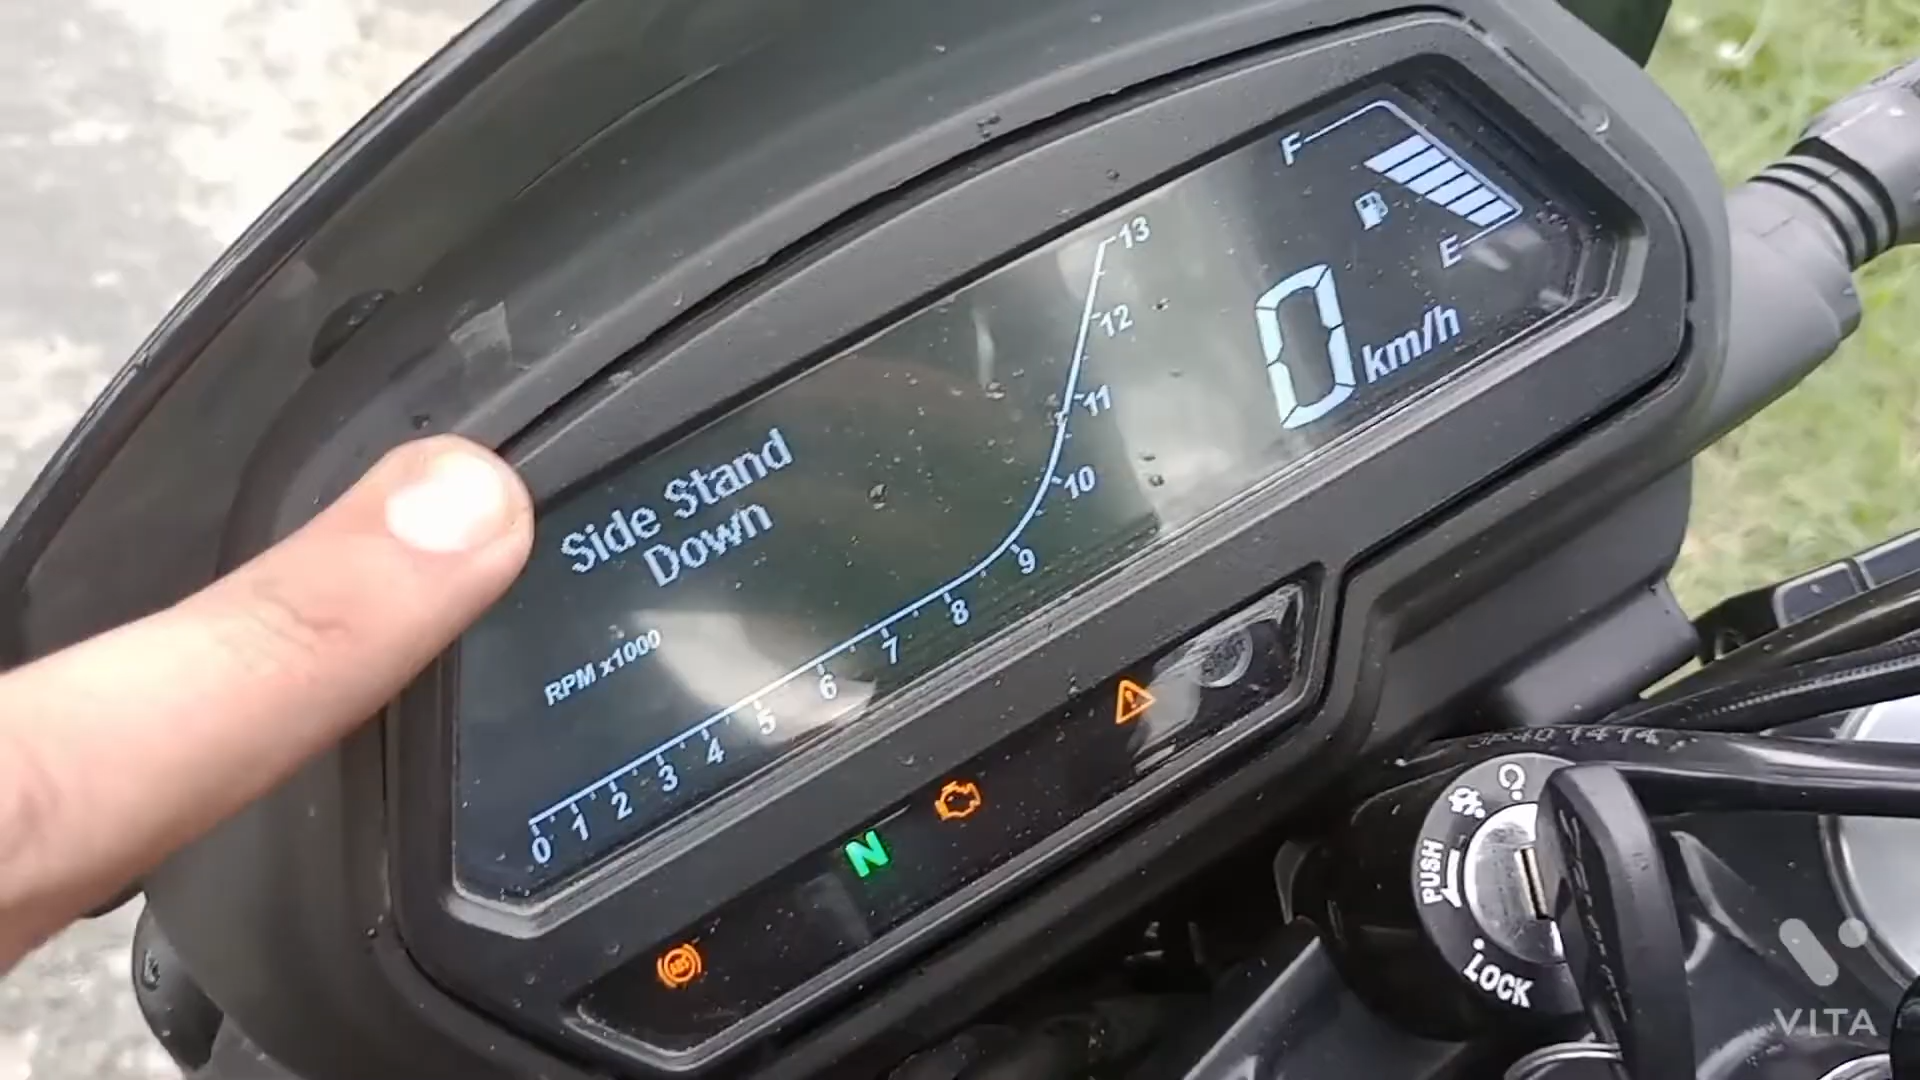 F
E
13
12
11
10
9
8
7
6
5
4
3
2
1
0
0 km/h
Side Stand
Down
RPM x1000
N
ABS
PUSH
LOCK
VITA